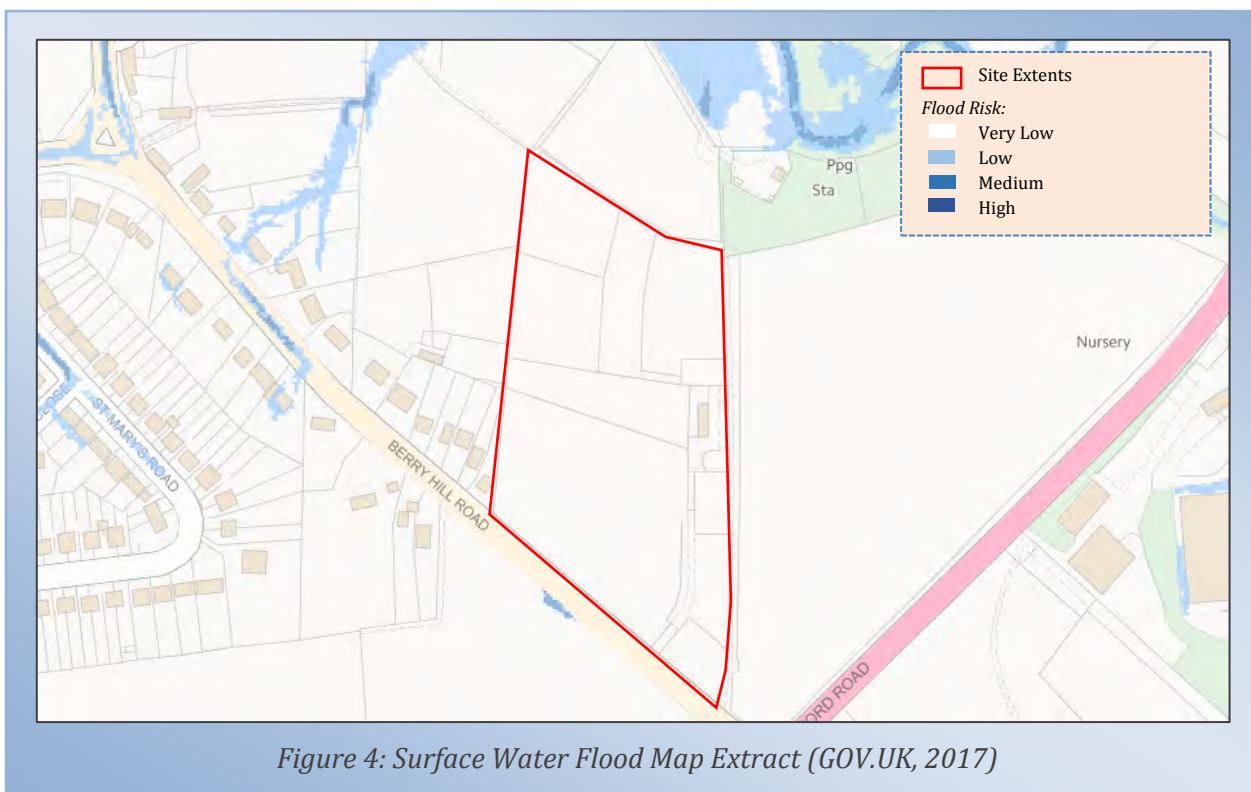 Site Extents
Flood Risk:
Very Low
Low
Medium
High
Ppg
Sta
Nursery
CLOSE
ST MARY'S ROAD
BERRY HILL ROAD
ORD ROAD
Figure 4: Surface Water Flood Map Extract (GOV.UK, 2017)